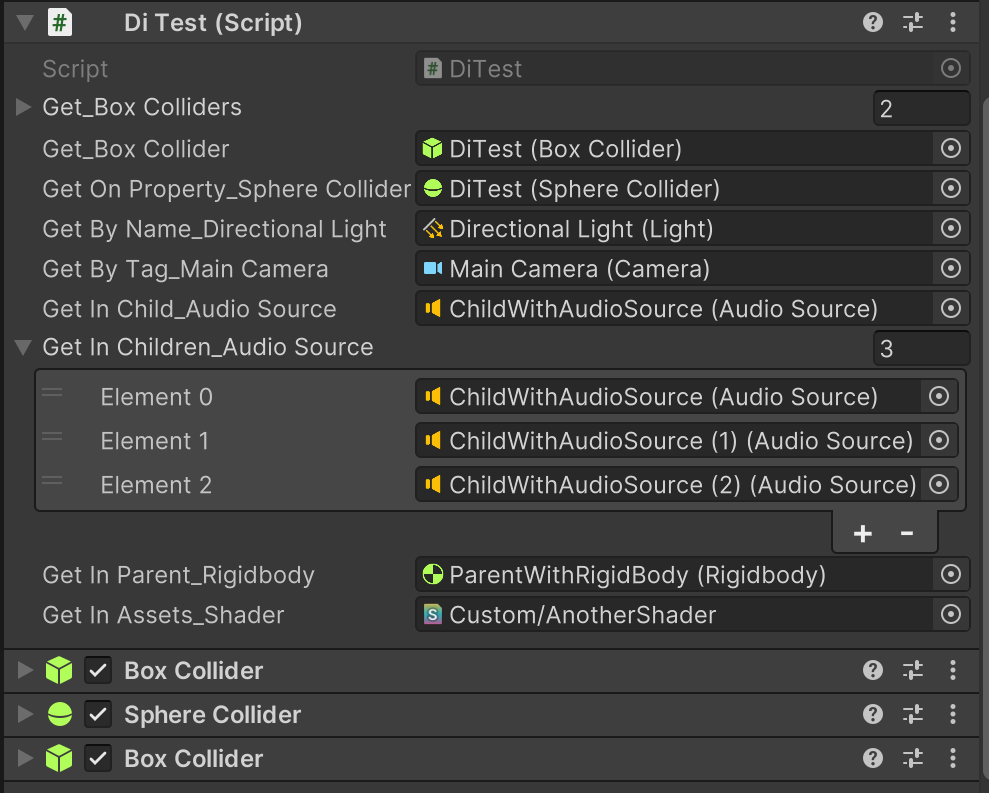 Di Test (Script)
Script DiTest
Get_Box Colliders 2
Get_Box Collider DiTest (Box Collider)
Get On Property_Sphere Collider DiTest (Sphere Collider)
Get By Name_Directional Light Directional Light (Light)
Get By Tag_Main Camera Main Camera (Camera)
Get In Child_Audio Source ChildWithAudioSource (Audio Source)
Get In Children_Audio Source 3
Element 0 ChildWithAudioSource (Audio Source)
Element 1 ChildWithAudioSource (1) (Audio Source)
Element 2 ChildWithAudioSource (2) (Audio Source)
+ -
Get In Parent_Rigidbody ParentWithRigidBody (Rigidbody)
Get In Assets_Shader Custom/AnotherShader
Box Collider
Sphere Collider
Box Collider